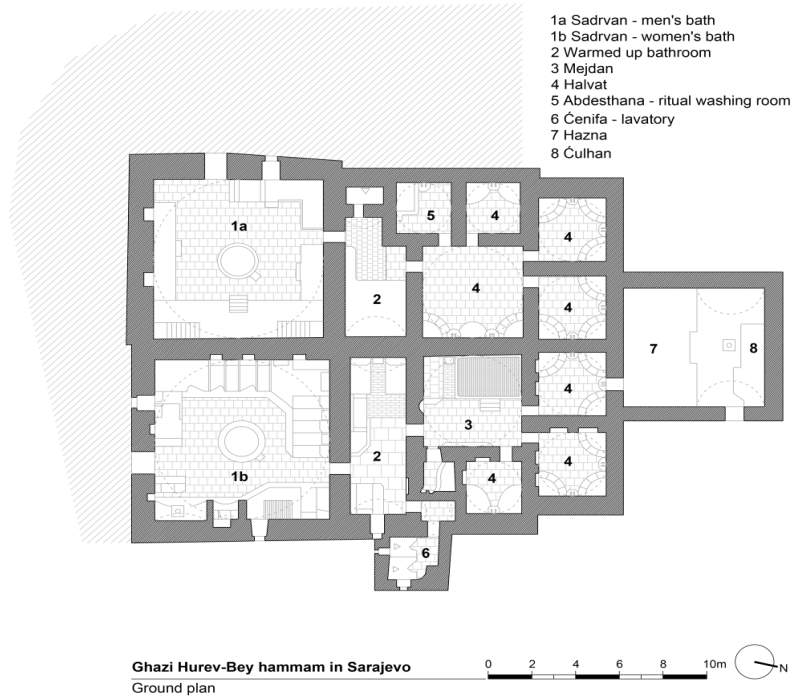 1a Sadrvan - men's bath
1b Sadrvan - women's bath
2 Warmed up bathroom
3 Mejdan
4 Halvat
5 Abdesthana - ritual washing room
6 Ćenifa - lavatory
7 Hazna
8 Ćulhan
1a
5
4
4
2
4
4
7
8
4
3
2
4
4
1b
6
Ghazi Hurev-Bey hammam in Sarajevo
Ground plan
0 2 4 6 8 10m
N